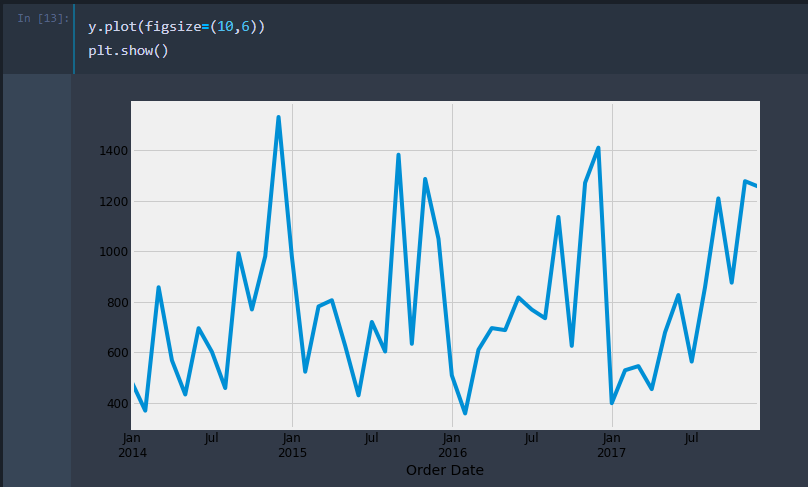 In [13]:
y.plot(figsize=(10,6))
plt.show()
1400
1200
1000
800
600
400
Jan Jul Jan Jul Jan Jul Jan Jul
2014 2015 2016 2017
Order Date